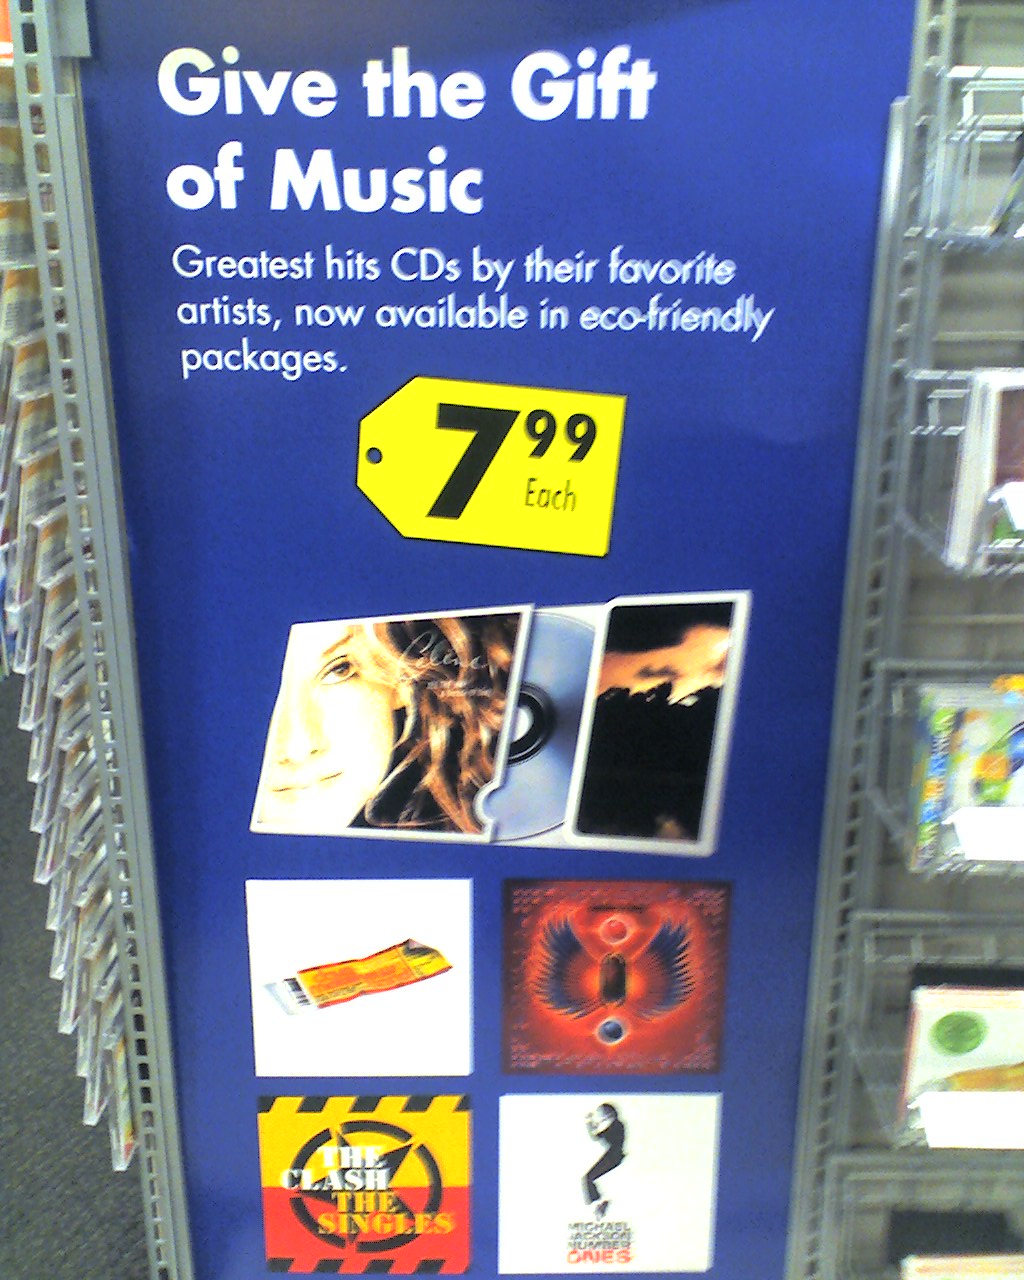 Give the Gift
of Music
Greatest hits CDs by their favorite
artists, now available in eco-friendly
packages.
7 99
Each
Celine
THE
CLASH
THE
SINGLES
MICHAEL
JACKSON
NUMBER
ONES